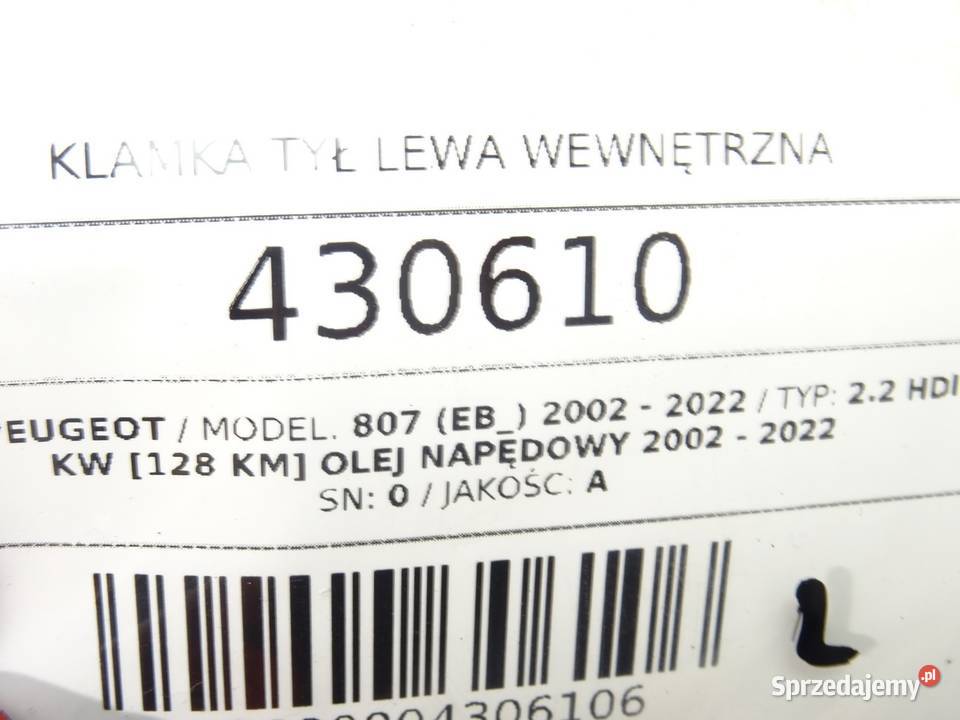 KLAMKA TYŁ LEWA WEWNĘTRZNA
430610
PEUGEOT / MODEL. 807 (EB_) 2002 - 2022 / TYP: 2.2 HDI
KW [128 KM] OLEJ NAPĘDOWY 2002 - 2022
SN: 0 / JAKOŚĆ: A
L
Sprzedajemy.pl